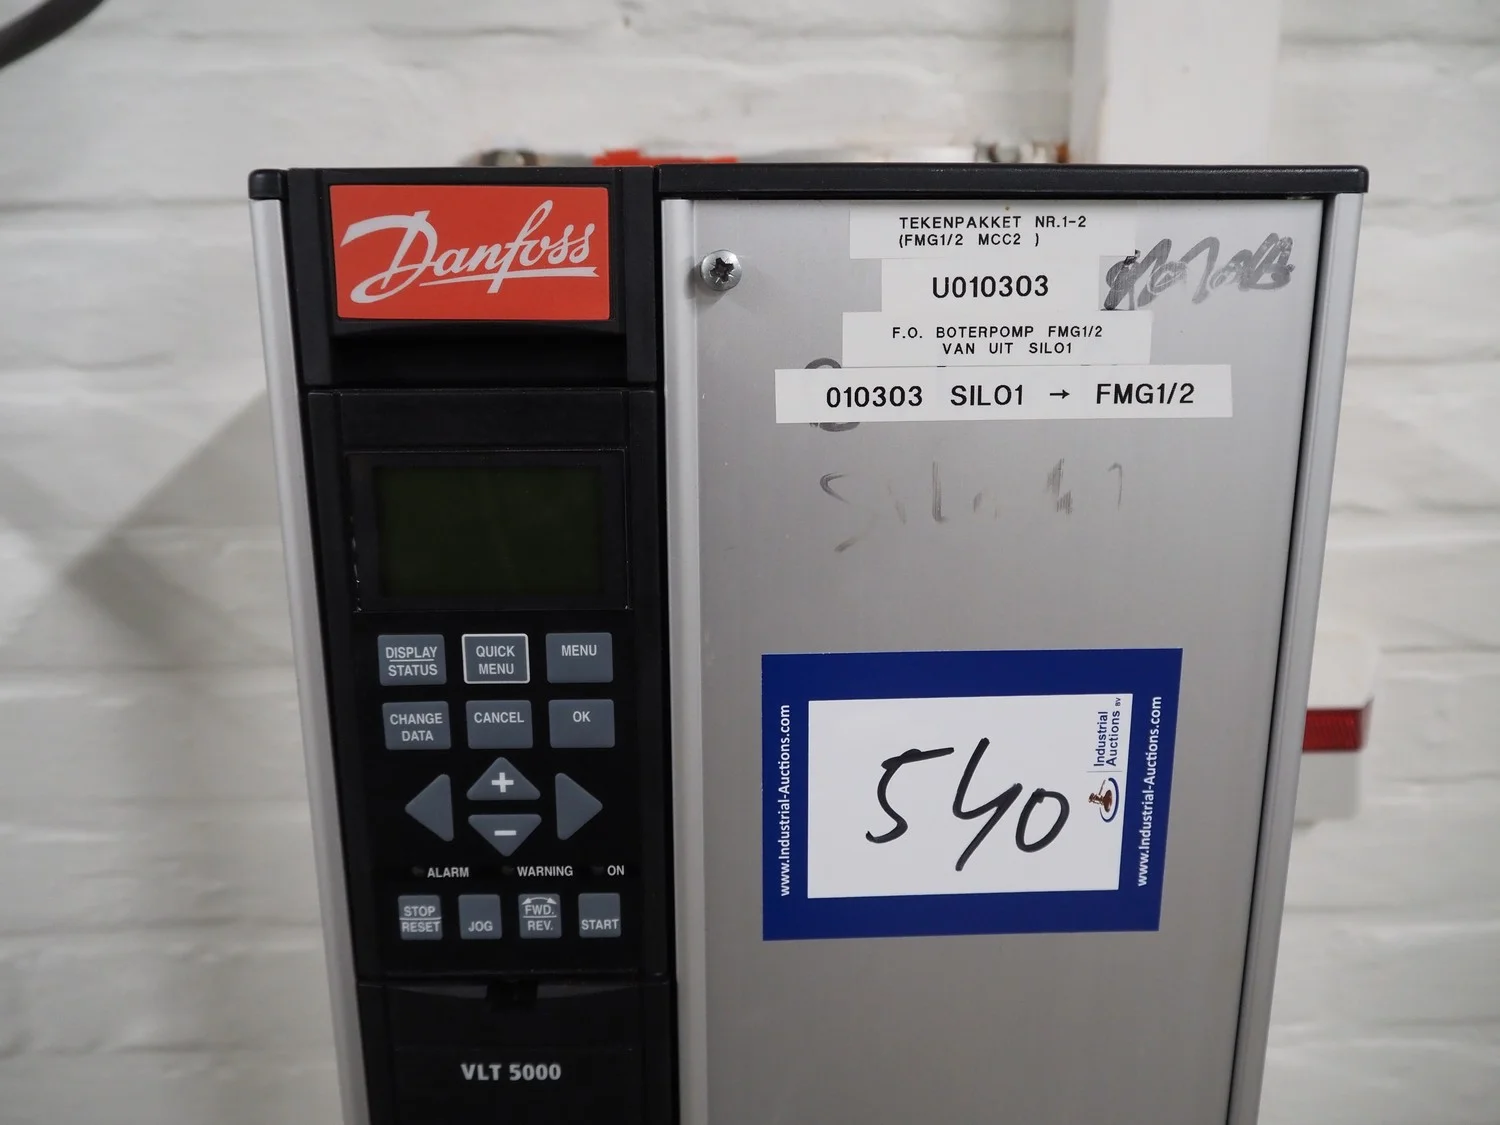 Danfoss
TEKENPAKKET NR.1-2
(FMG1/2 MCC2 )
U010303
F.O. BOTERPOMP FMG1/2
VAN UIT SILO1
010303 SILO1 → FMG1/2
DISPLAY
STATUS
QUICK
MENU
MENU
CHANGE
DATA
CANCEL
OK
+
−
ALARM
WARNING
ON
STOP
RESET
JOG
FWD.
REV.
START
VLT 5000
www.Industrial-Auctions.com
540
Industrial
Auctions BV
www.Industrial-Auctions.com